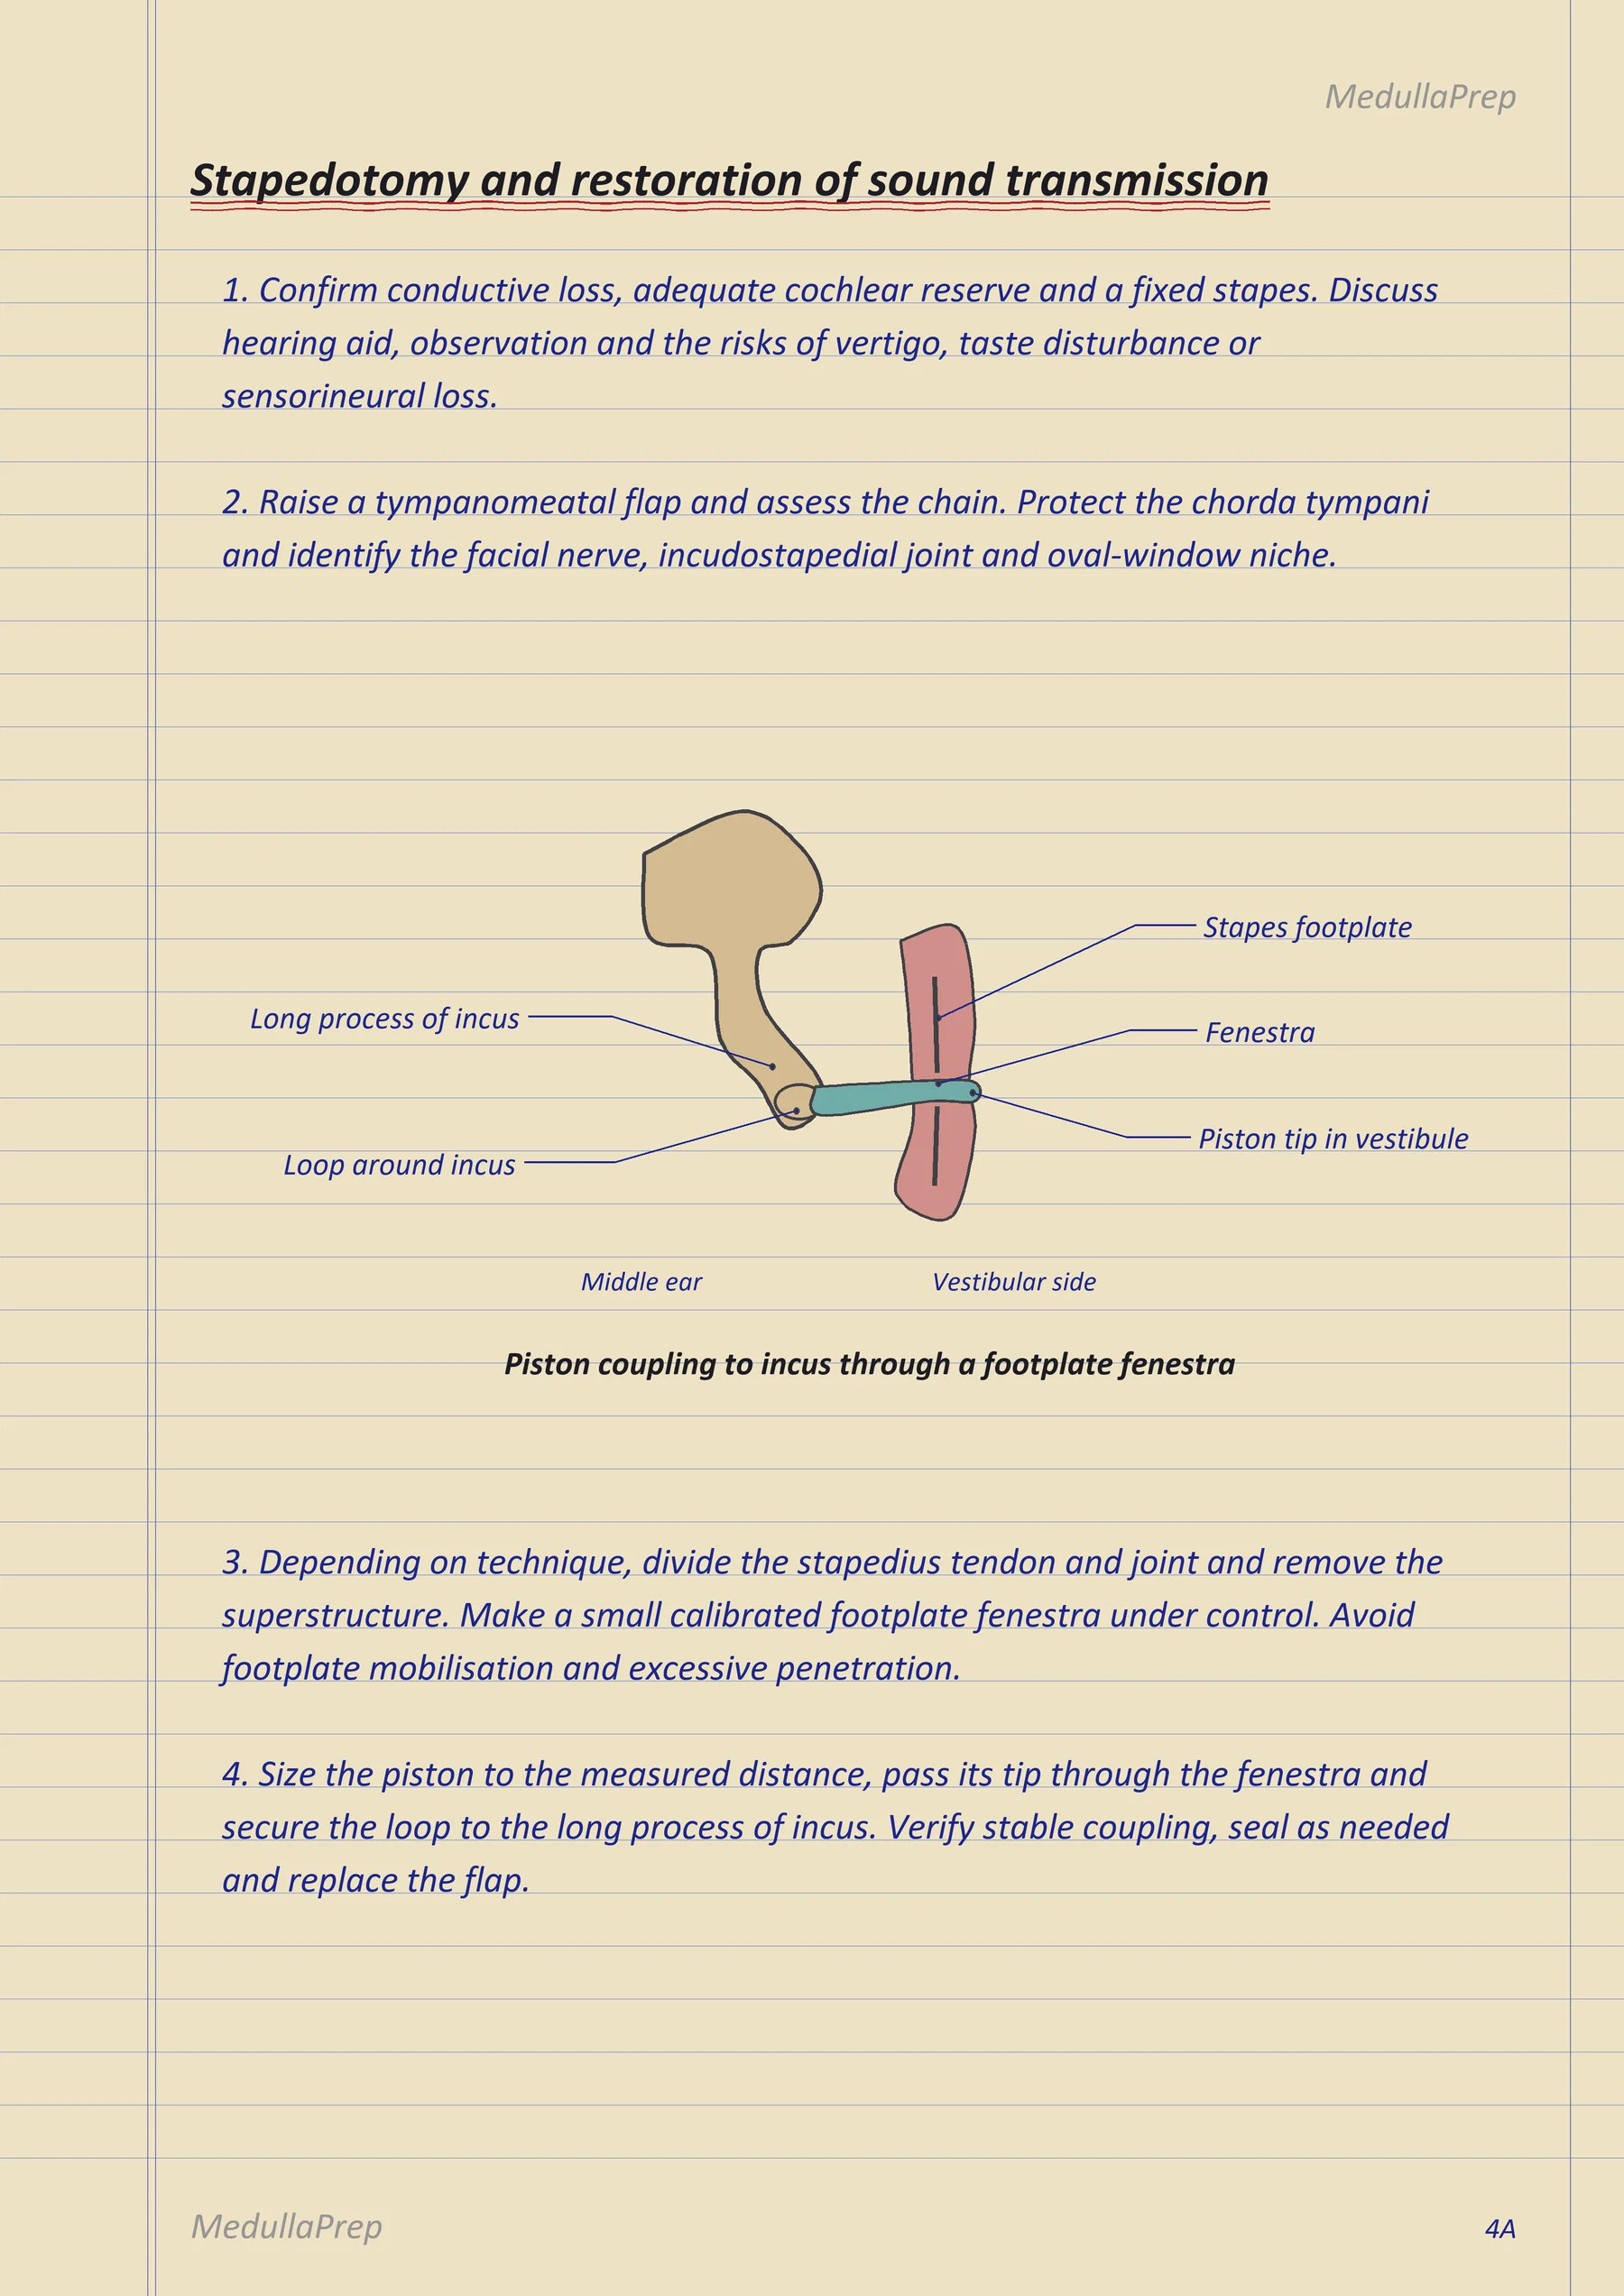 MedullaPrep
Stapedotomy and restoration of sound transmission
1. Confirm conductive loss, adequate cochlear reserve and a fixed stapes. Discuss
hearing aid, observation and the risks of vertigo, taste disturbance or
sensorineural loss.
2. Raise a tympanomeatal flap and assess the chain. Protect the chorda tympani
and identify the facial nerve, incudostapedial joint and oval-window niche.
Stapes footplate
Long process of incus
Fenestra
Piston tip in vestibule
Loop around incus
Middle ear
Vestibular side
Piston coupling to incus through a footplate fenestra
3. Depending on technique, divide the stapedius tendon and joint and remove the
superstructure. Make a small calibrated footplate fenestra under control. Avoid
footplate mobilisation and excessive penetration.
4. Size the piston to the measured distance, pass its tip through the fenestra and
secure the loop to the long process of incus. Verify stable coupling, seal as needed
and replace the flap.
MedullaPrep
4A